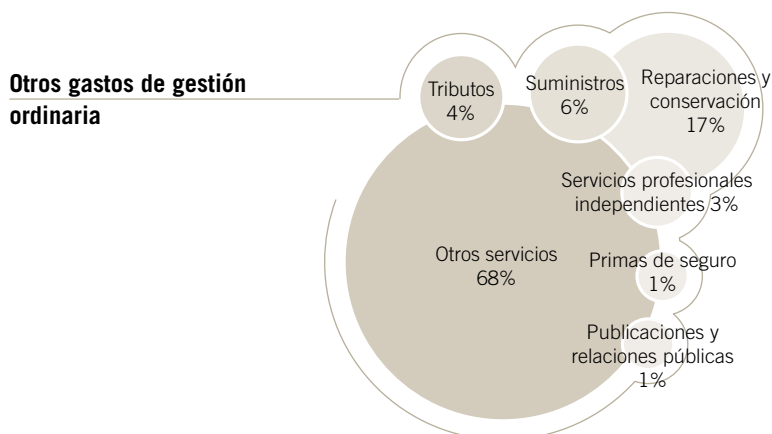 Otros gastos de gestión
ordinaria
Tributos
4%
Suministros
6%
Reparaciones y
conservación
17%
Servicios profesionales
independientes 3%
Otros servicios
68%
Primas de seguro
1%
Publicaciones y
relaciones públicas
1%